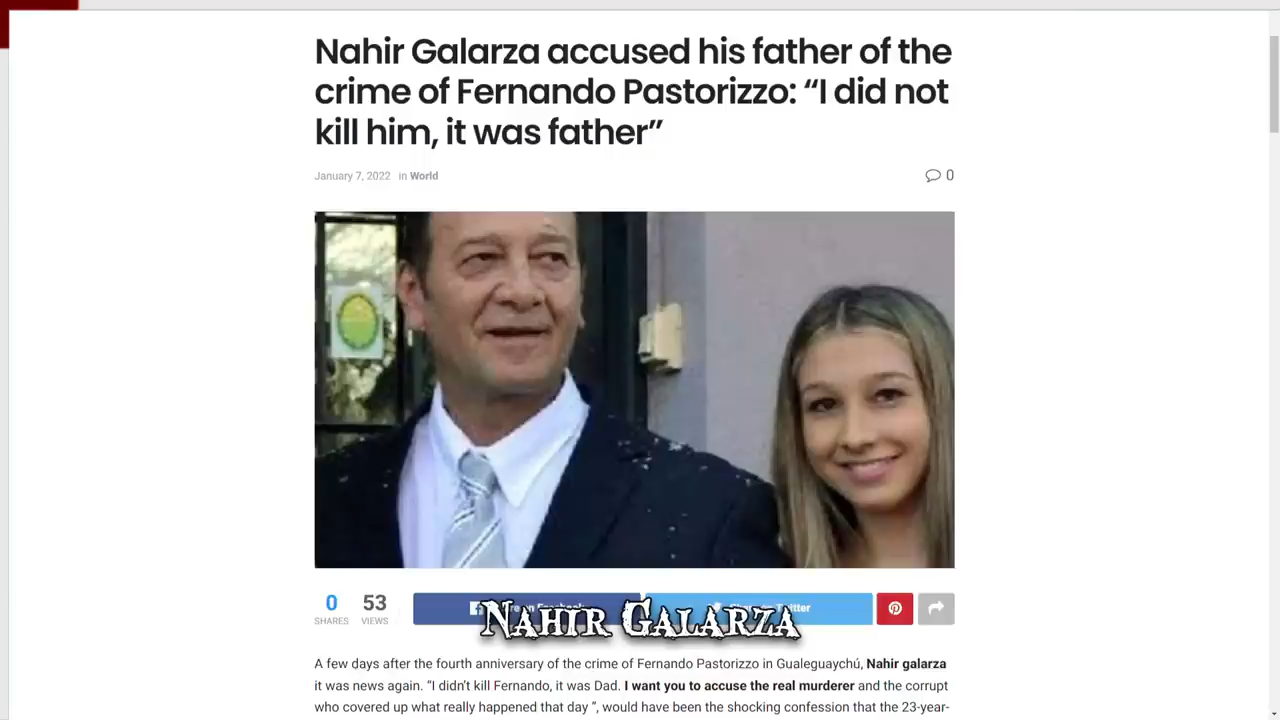 Nahir Galarza accused his father of the
crime of Fernando Pastorizzo: “I did not
kill him, it was father”
January 7, 2022 in World
0
0
SHARES
53
VIEWS
Twitter
NAHIR GALARZA
A few days after the fourth anniversary of the crime of Fernando Pastorizzo in Gualeguaychú, Nahir galarza
it was news again. “I didn't kill Fernando, it was Dad. I want you to accuse the real murderer and the corrupt
who covered up what really happened that day ”, would have been the shocking confession that the 23-year-